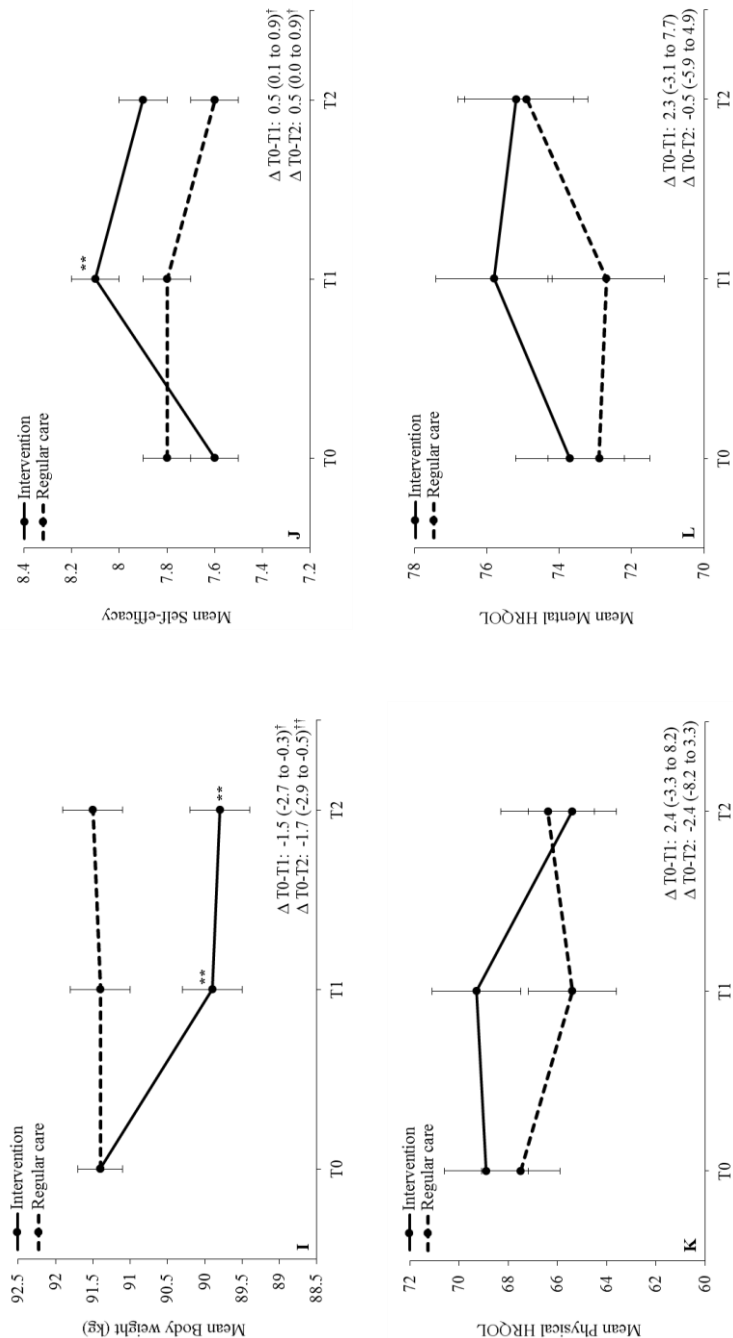 Intervention
Regular care
Mean Body weight (kg)
92.5
92
91.5
91
90.5
90
89.5
89
88.5
**
**
I
Δ T0-T1: -1.5 (-2.7 to -0.3)†
Δ T0-T2: -1.7 (-2.9 to -0.5)††
T0
T1
T2
Intervention
Regular care
Mean Self-efficacy
8.4
8.2
8
7.8
7.6
7.4
7.2
**
J
Δ T0-T1: 0.5 (0.1 to 0.9)†
Δ T0-T2: 0.5 (0.0 to 0.9)†
T0
T1
T2
Intervention
Regular care
Mean Physical HRQOL
72
70
68
66
64
62
60
K
Δ T0-T1: 2.4 (-3.3 to 8.2)
Δ T0-T2: -2.4 (-8.2 to 3.3)
T0
T1
T2
Intervention
Regular care
Mean Mental HRQOL
78
76
74
72
70
L
Δ T0-T1: 2.3 (-3.1 to 7.7)
Δ T0-T2: -0.5 (-5.9 to 4.9)
T0
T1
T2